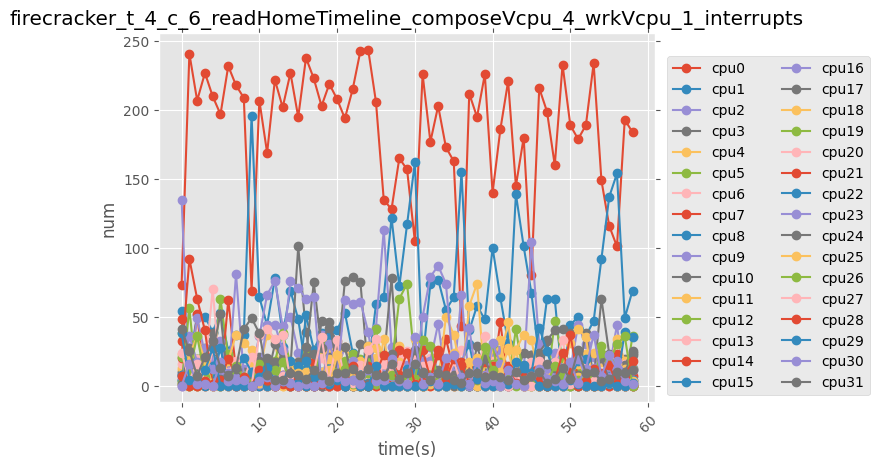 firecracker_t_4_c_6_readHomeTimeline_composeVcpu_4_wrkVcpu_1_interrupts
250
200
150
100
50
0
num
0 10 20 30 40 50 60
time(s)
cpu0
cpu1
cpu2
cpu3
cpu4
cpu5
cpu6
cpu7
cpu8
cpu9
cpu10
cpu11
cpu12
cpu13
cpu14
cpu15
cpu16
cpu17
cpu18
cpu19
cpu20
cpu21
cpu22
cpu23
cpu24
cpu25
cpu26
cpu27
cpu28
cpu29
cpu30
cpu31